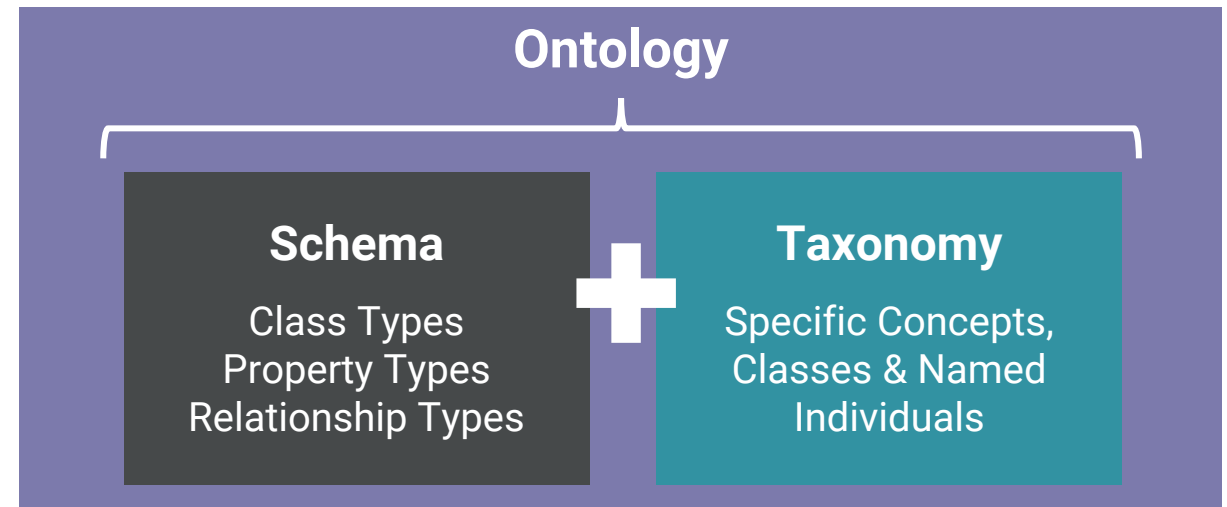 Ontology
Schema
Class Types
Property Types
Relationship Types
Taxonomy
Specific Concepts,
Classes & Named
Individuals